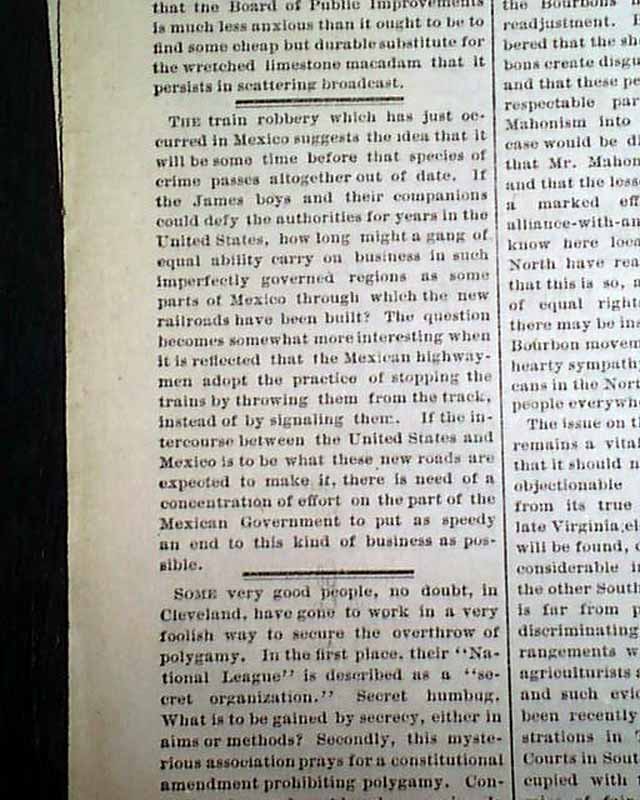 that the Board of Public Improvements
is much less anxious than it ought to be to
find some cheap but durable substitute for
the wretched limestone macadam that it
persists in scattering broadcast.
THE train robbery which has just oc-
curred in Mexico suggests the idea that it
will be some time before that species of
crime passes altogether out of date. If
the James boys and their companions
could defy the authorities for years in the
United States, how long might a gang of
equal ability carry on business in such
imperfectly governed regions as some
parts of Mexico through which the new
railroads have been built? The question
becomes somewhat more interesting when
it is reflected that the Mexican highway-
men adopt the practice of stopping the
trains by throwing them from the track,
instead of by signaling them. If the in-
tercourse between the United States and
Mexico is to be what these new roads are
expected to make it, there is need of a
concentration of effort on the part of the
Mexican Government to put as speedy
an end to this kind of business as pos-
sible.
SOME very good people, no doubt, in
Cleveland, have gone to work in a very
foolish way to secure the overthrow of
polygamy. In the first place, their "Na-
tional League" is described as a "se-
cret organization." Secret humbug.
What is to be gained by secrecy, either in
aims or methods? Secondly, this myste-
rious association prays for a constitutional
amendment prohibiting polygamy. Con-
the Bourbons
readjustment.
bered that the
bons create
and that these
respectable
Mahonism into
case would be
that Mr.
and that the
a marked
alliance-with-
know here
North have
that this is so,
of equal
there may be
Bourbon
hearty
cans in the
people
The issue on
remains a
that it should
objectionable
from its true
late Virginia
will be found,
considerable
the other
is far from
discriminating
rangements
agriculturists
and such
been recently
strations in
Courts in
cupied with